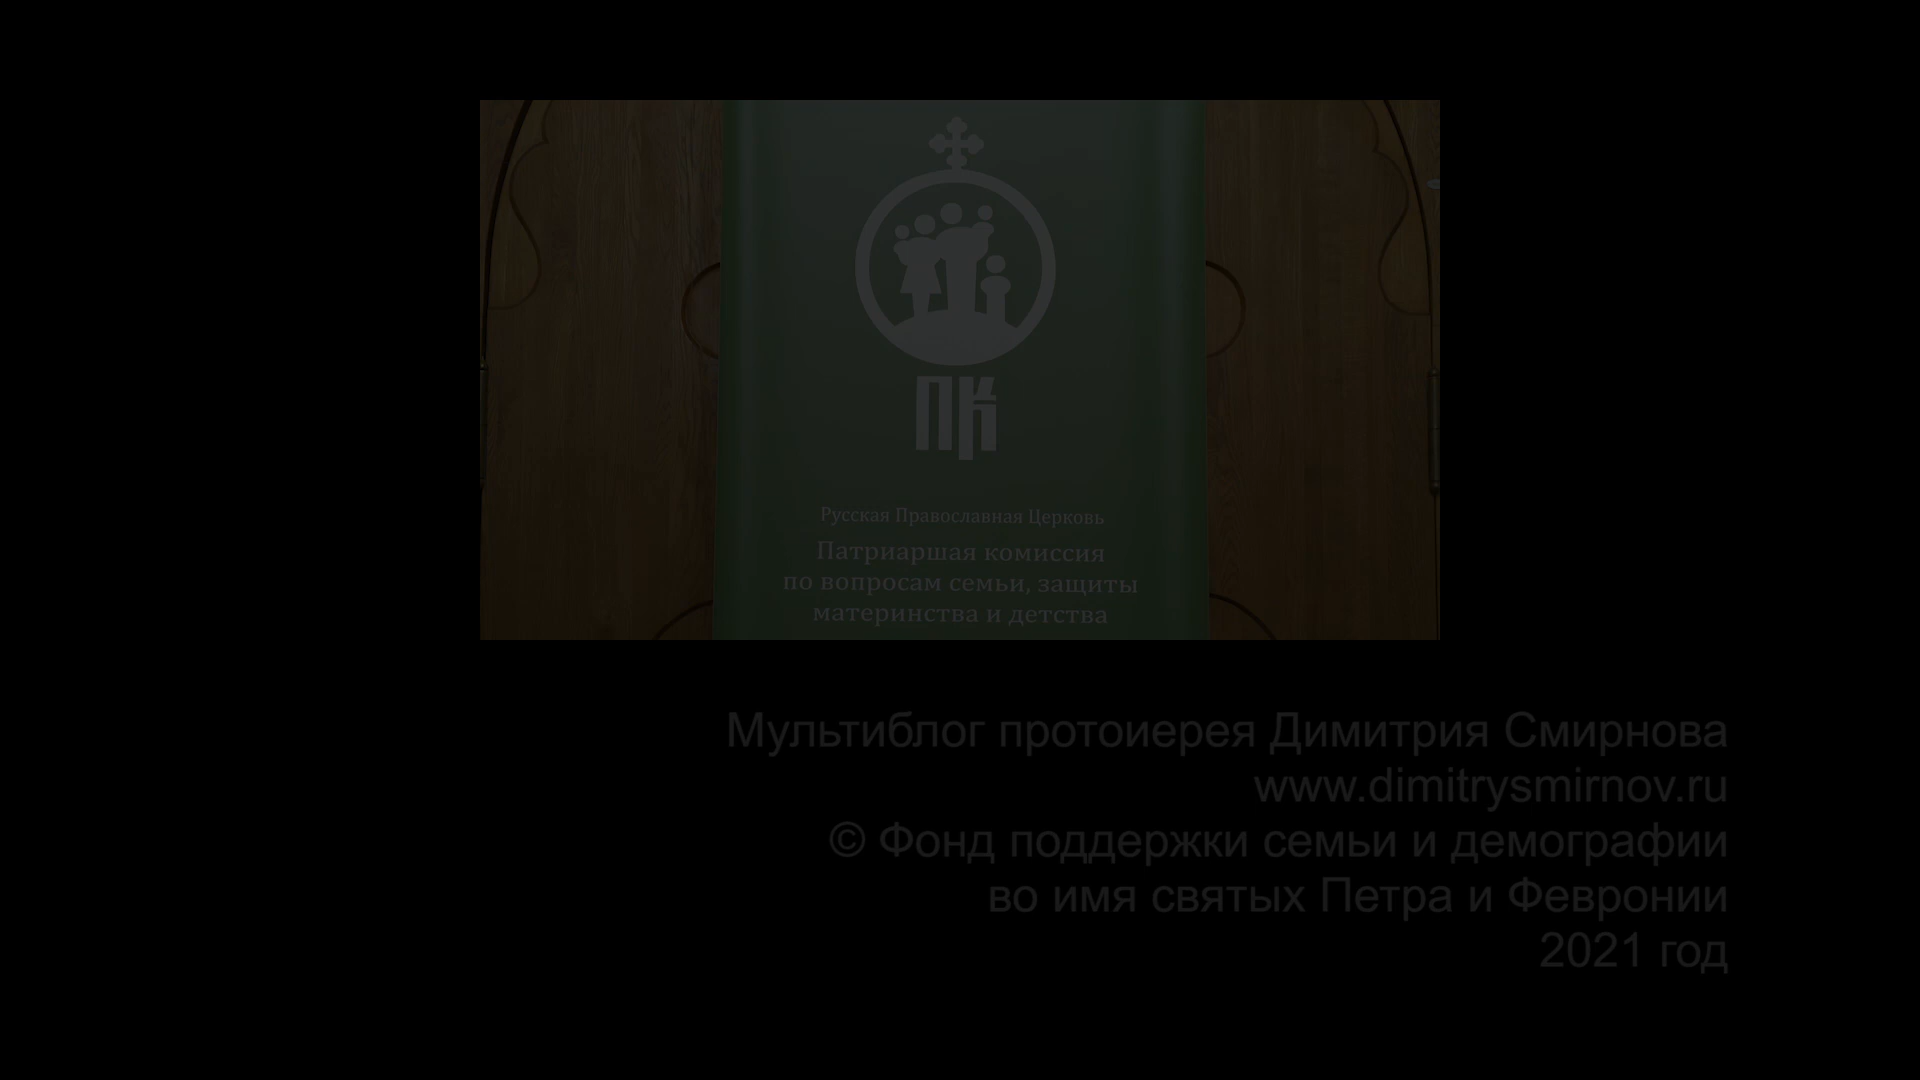 ПК
Русская Православная Церковь
Патриаршая комиссия
по вопросам семьи, защиты
материнства и детства
Мультиблог протоиерея Димитрия Смирнова
www.dimitrysmirnov.ru
© Фонд поддержки семьи и демографии
во имя святых Петра и Февронии
2021 год